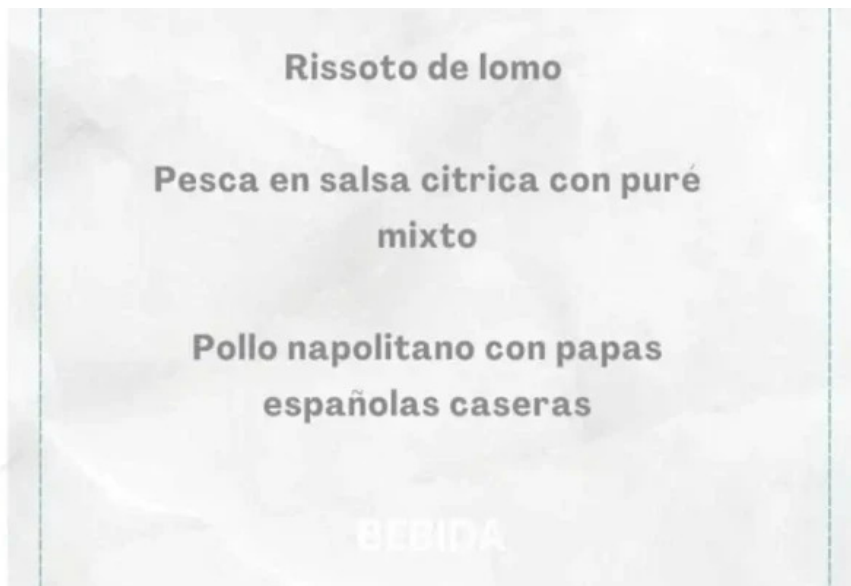 Rissoto de lomo
Pesca en salsa citrica con puré
mixto
Pollo napolitano con papas
españolas caseras
BEBIDA